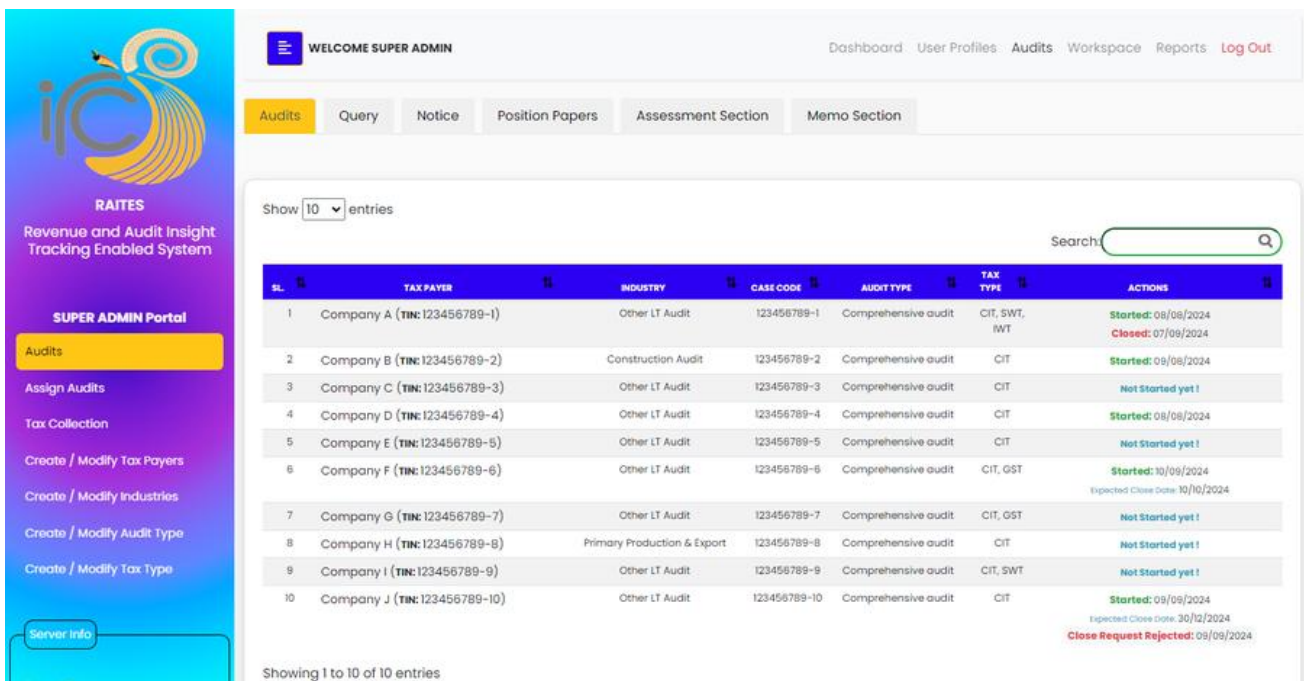 irc
RAITES
Revenue and Audit Insight
Tracking Enabled System
SUPER ADMIN Portal
Audits
Assign Audits
Tax Collection
Create / Modify Tax Payers
Create / Modify Industries
Create / Modify Audit Type
Create / Modify Tax Type
Server Info
WELCOME SUPER ADMIN
Dashboard User Profiles Audits Workspace Reports Log Out
Audits Query Notice Position Papers Assessment Section Memo Section
Show 10 entries
Search:
SL. TAX PAYER INDUSTRY CASE CODE AUDIT TYPE TAX TYPE ACTIONS
1 Company A (TIN: 123456789-1) Other LT Audit 123456789-1 Comprehensive audit CIT, SWT, IWT Started: 08/08/2024
Closed: 07/09/2024
2 Company B (TIN: 123456789-2) Construction Audit 123456789-2 Comprehensive audit CIT Started: 09/08/2024
3 Company C (TIN: 123456789-3) Other LT Audit 123456789-3 Comprehensive audit CIT Not Started yet !
4 Company D (TIN: 123456789-4) Other LT Audit 123456789-4 Comprehensive audit CIT Started: 08/08/2024
5 Company E (TIN: 123456789-5) Other LT Audit 123456789-5 Comprehensive audit CIT Not Started yet !
6 Company F (TIN: 123456789-6) Other LT Audit 123456789-6 Comprehensive audit CIT, GST Started: 10/09/2024
Expected Close Date: 10/10/2024
7 Company G (TIN: 123456789-7) Other LT Audit 123456789-7 Comprehensive audit CIT, GST Not Started yet !
8 Company H (TIN: 123456789-8) Primary Production & Export 123456789-8 Comprehensive audit CIT Not Started yet !
9 Company I (TIN: 123456789-9) Other LT Audit 123456789-9 Comprehensive audit CIT, SWT Not Started yet !
10 Company J (TIN: 123456789-10) Other LT Audit 123456789-10 Comprehensive audit CIT Started: 09/09/2024
Expected Close Date: 30/12/2024
Close Request Rejected: 09/09/2024
Showing 1 to 10 of 10 entries